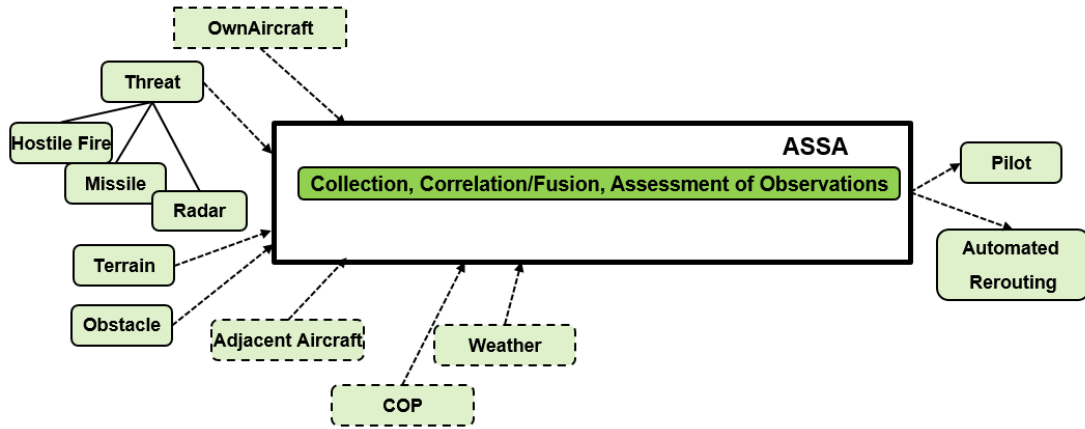 OwnAircraft
Threat
Hostile Fire
Missile
Radar
Terrain
Obstacle
Adjacent Aircraft
COP
Weather
ASSA
Collection, Correlation/Fusion, Assessment of Observations
Pilot
Automated
Rerouting